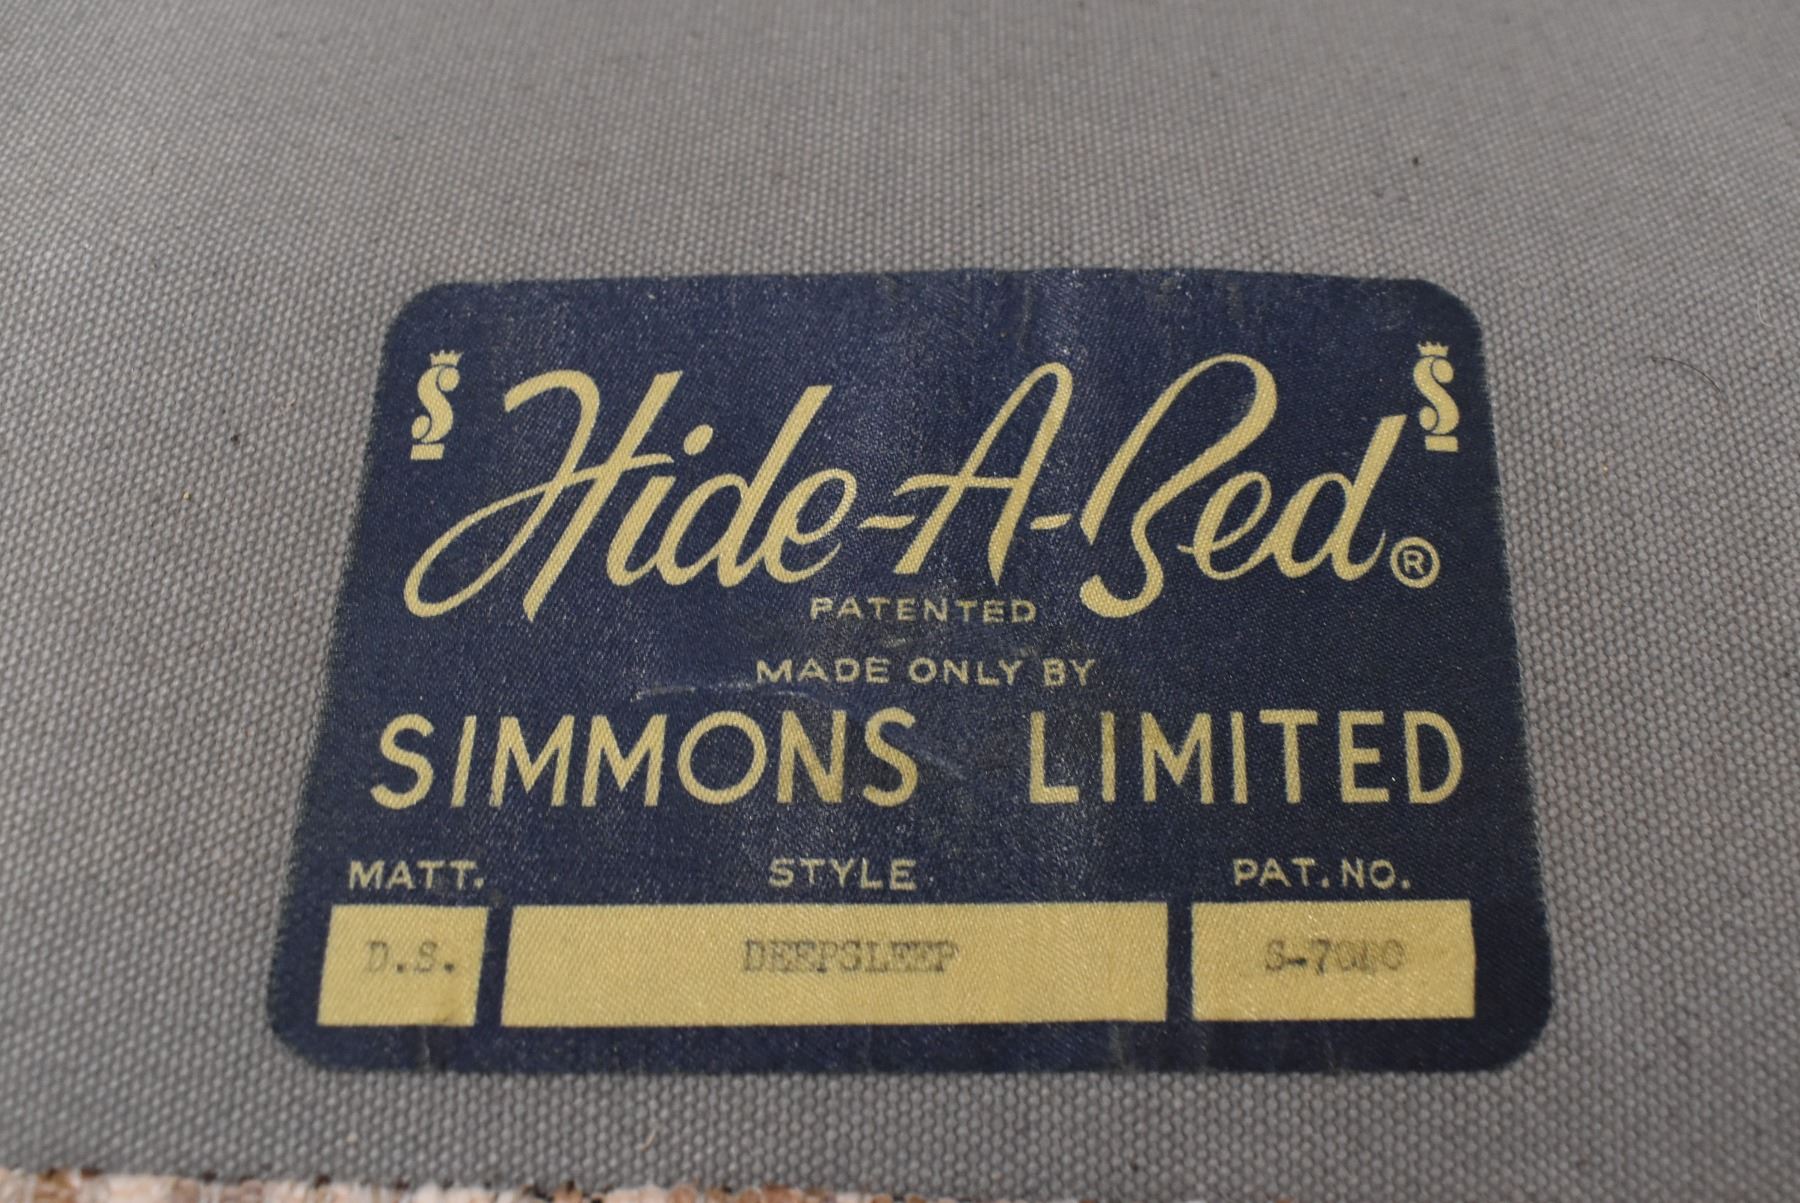 S Hide-A-Bed® S
PATENTED
MADE ONLY BY
SIMMONS LIMITED
MATT. STYLE PAT. NO.
D.S. DEEPSLEEP